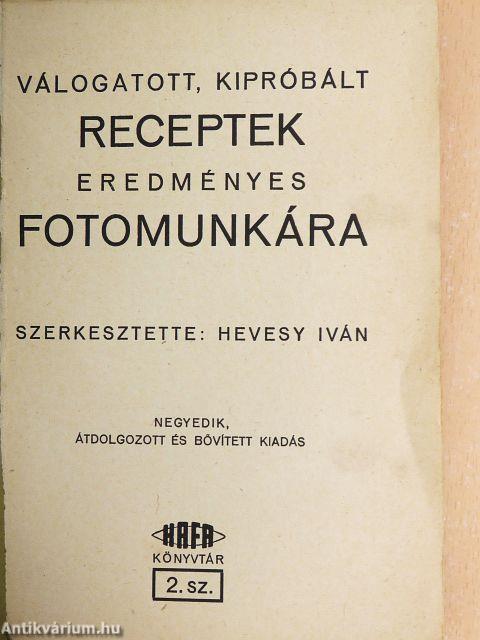 VÁLOGATOTT, KIPRÓBÁLT
RECEPTEK
EREDMÉNYES
FOTOMUNKÁRA
SZERKESZTETTE: HEVESY IVÁN
NEGYEDIK,
ÁTDOLGOZOTT ÉS BŐVÍTETT KIADÁS
HAFA
KÖNYVTÁR
2. SZ.
Antikvárium.hu